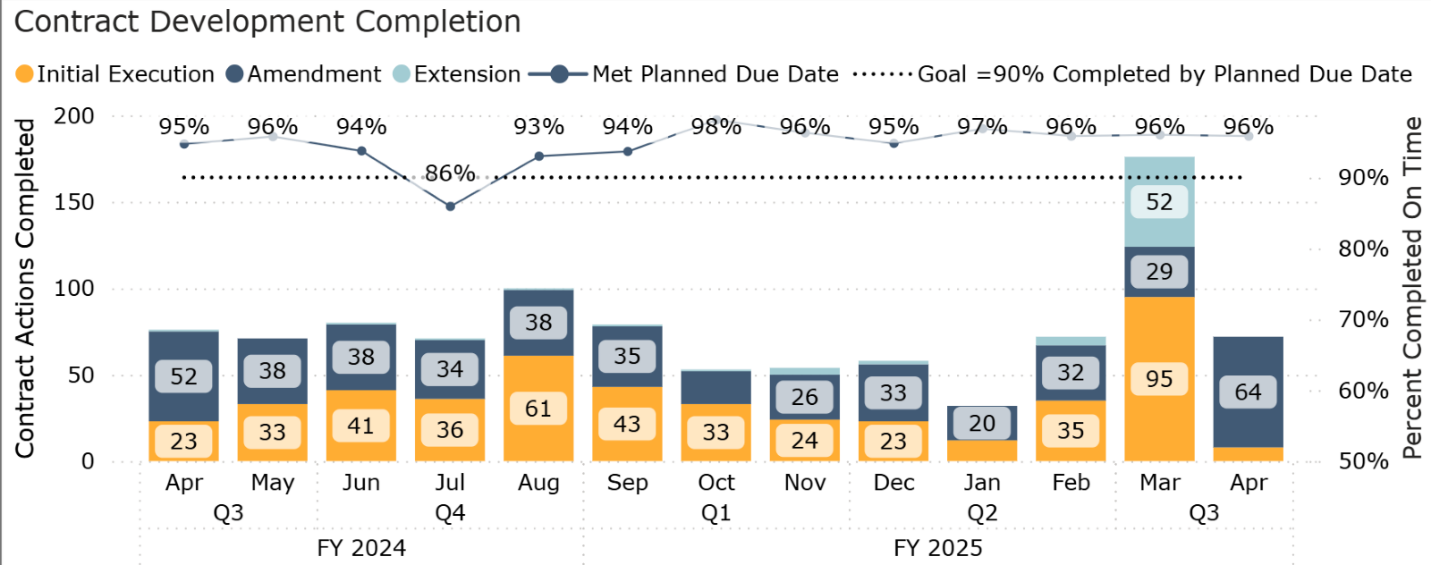 Contract Development Completion
Initial Execution Amendment Extension Met Planned Due Date Goal =90% Completed by Planned Due Date
Contract Actions Completed
Percent Completed On Time
200
95% 96% 94% 86% 93% 94% 98% 96% 95% 97% 96% 96% 96%
90%
150
52
80%
29
100
70%
38
52 38 38 34 35 26 33 20 32 64
50
60%
95
61
23 33 41 36 43 33 24 23 35
0
50%
Apr May Jun Jul Aug Sep Oct Nov Dec Jan Feb Mar Apr
Q3 Q4 Q1 Q2 Q3
FY 2024 FY 2025